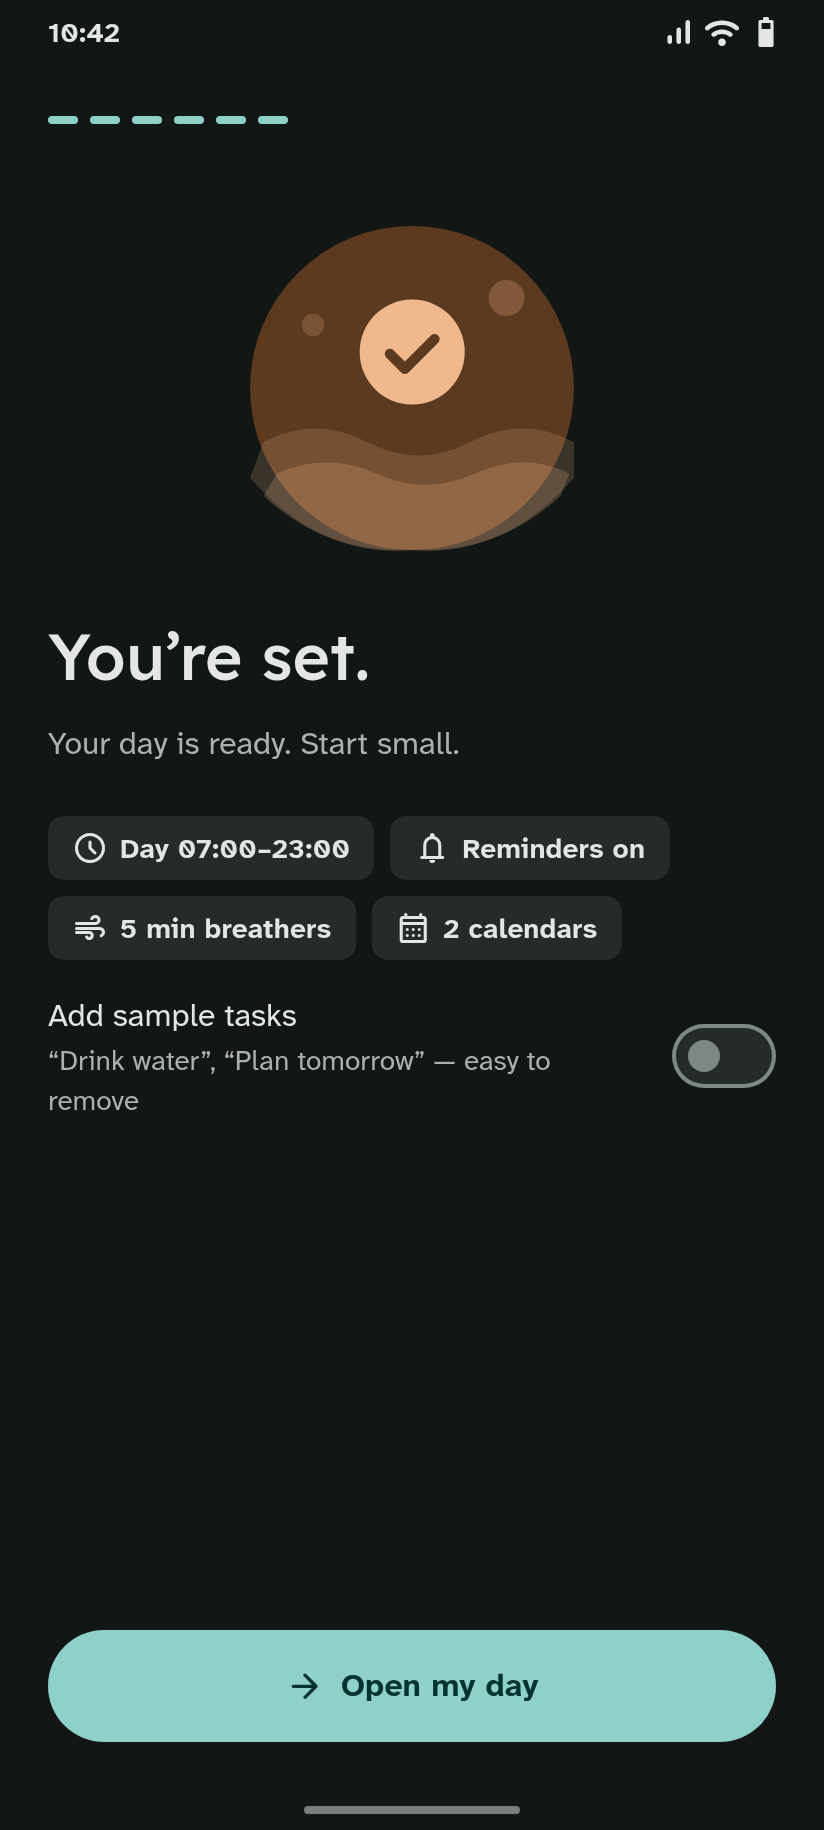 10:42
You’re set.
Your day is ready. Start small.
Day 07:00–23:00
Reminders on
5 min breathers
2 calendars
Add sample tasks
“Drink water”, “Plan tomorrow” — easy to
remove
Open my day